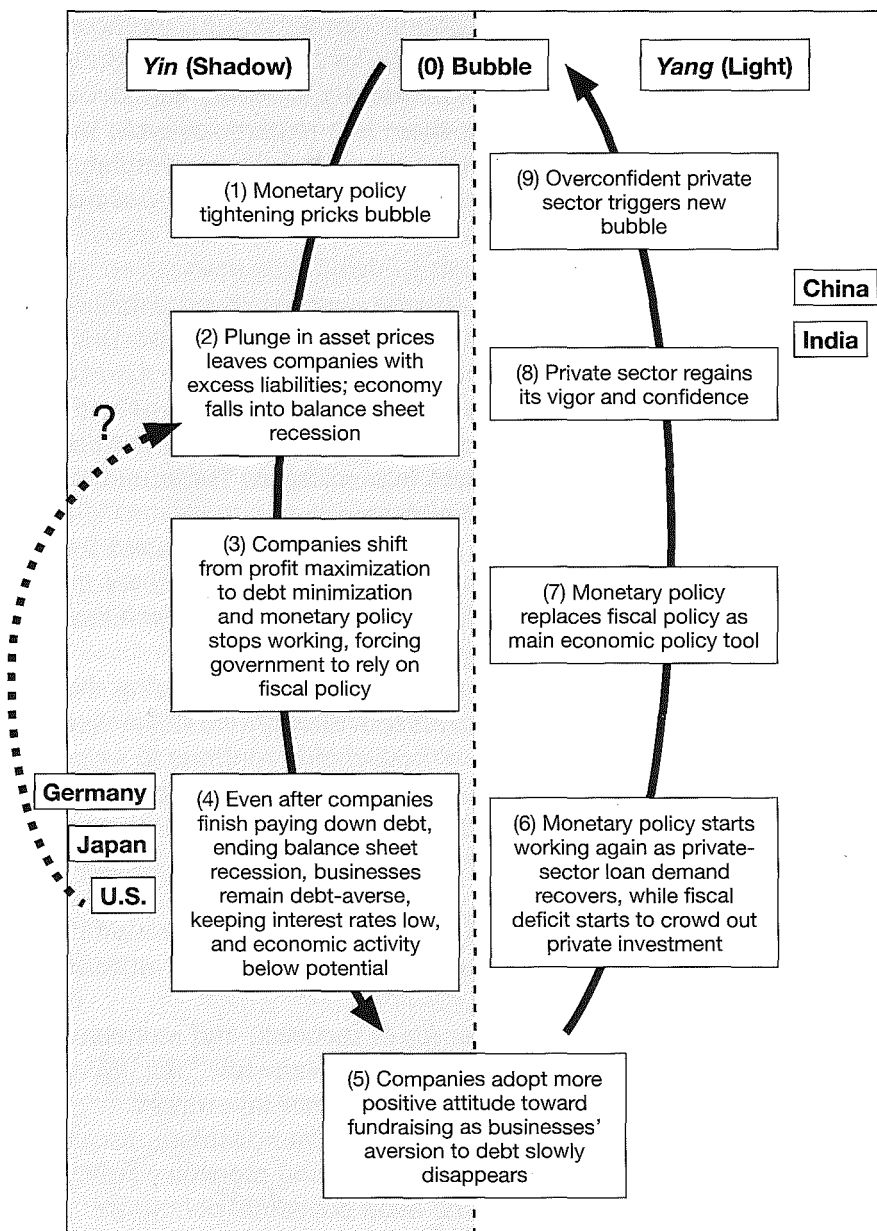 Yin (Shadow)
(0) Bubble
Yang (Light)
(1) Monetary policy
tightening pricks bubble
(2) Plunge in asset prices
leaves companies with
excess liabilities; economy
falls into balance sheet
recession
?
(3) Companies shift
from profit maximization
to debt minimization
and monetary policy
stops working, forcing
government to rely on
fiscal policy
Germany
Japan
U.S.
(4) Even after companies
finish paying down debt,
ending balance sheet
recession, businesses
remain debt-averse,
keeping interest rates low,
and economic activity
below potential
(5) Companies adopt more
positive attitude toward
fundraising as businesses'
aversion to debt slowly
disappears
(6) Monetary policy starts
working again as private-
sector loan demand
recovers, while fiscal
deficit starts to crowd out
private investment
(7) Monetary policy
replaces fiscal policy as
main economic policy tool
(8) Private sector regains
its vigor and confidence
China
India
(9) Overconfident private
sector triggers new
bubble